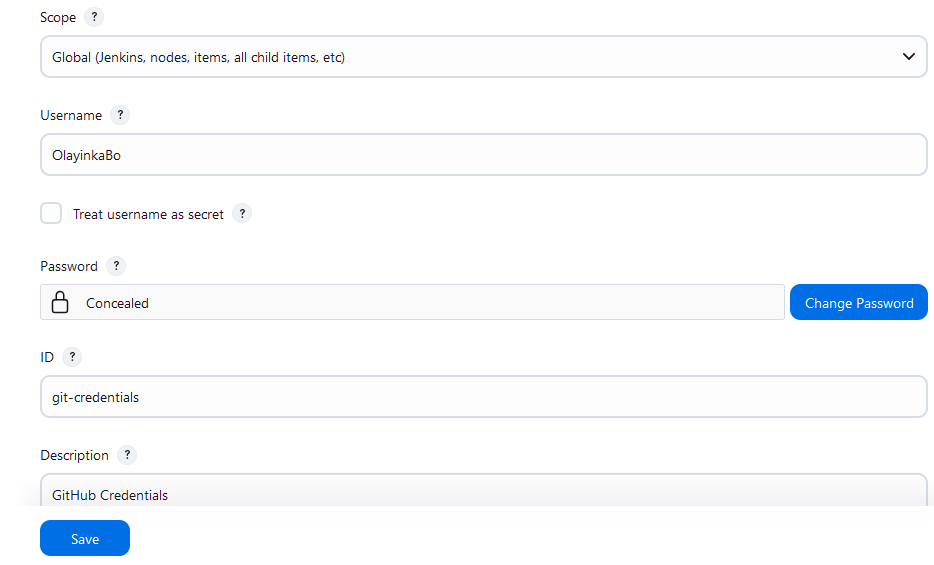 Scope ?
Global (Jenkins, nodes, items, all child items, etc)
Username ?
OlayinkaBo
Treat username as secret ?
Password ?
Concealed
Change Password
ID ?
git-credentials
Description ?
GitHub Credentials
Save